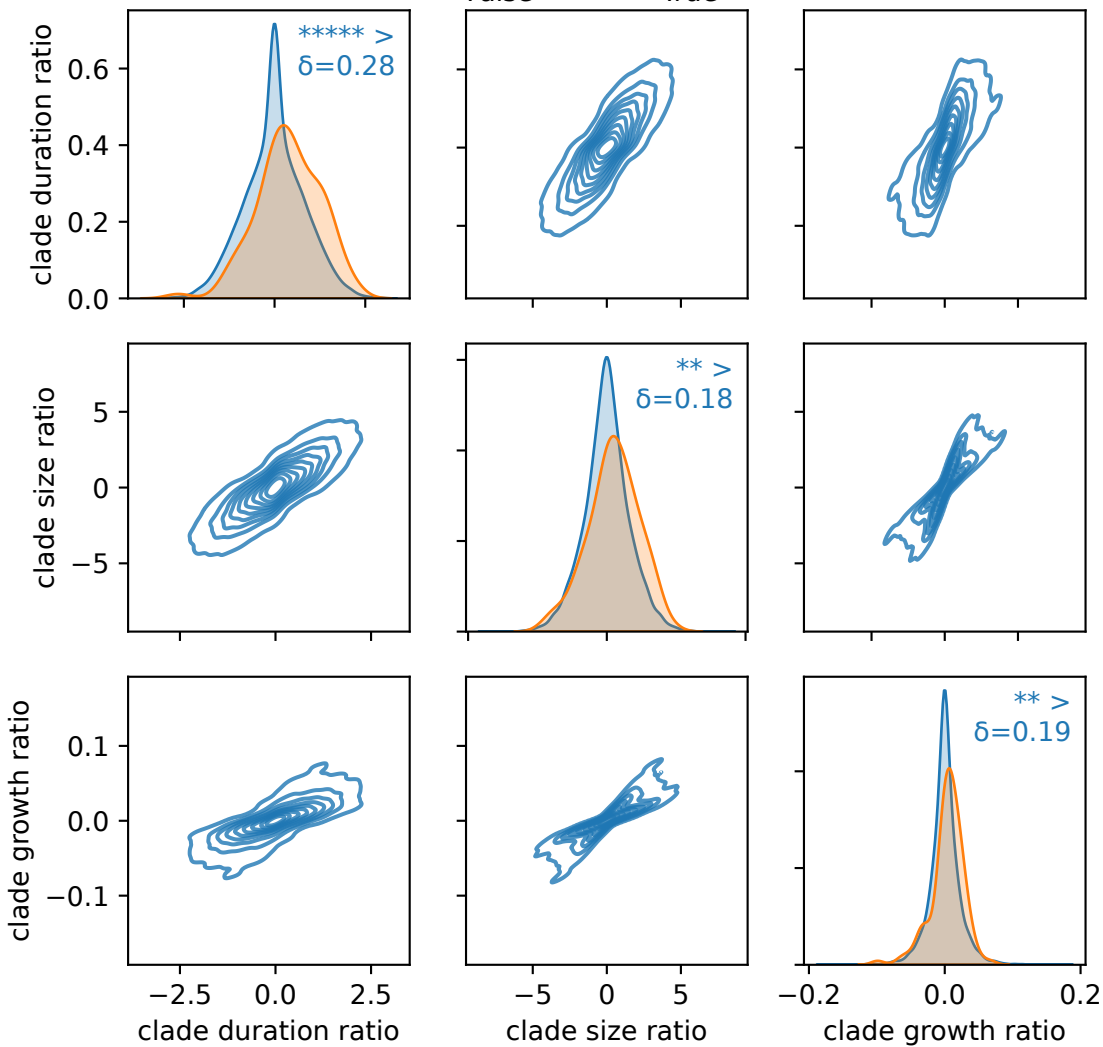 ***** >
δ=0.28
clade duration ratio
0.6
0.4
0.2
0.0
clade size ratio
5
0
−5
** >
δ=0.18
clade growth ratio
0.1
0.0
−0.1
** >
δ=0.19
−2.5 0.0 2.5
clade duration ratio
−5 0 5
clade size ratio
−0.2 0.0 0.2
clade growth ratio